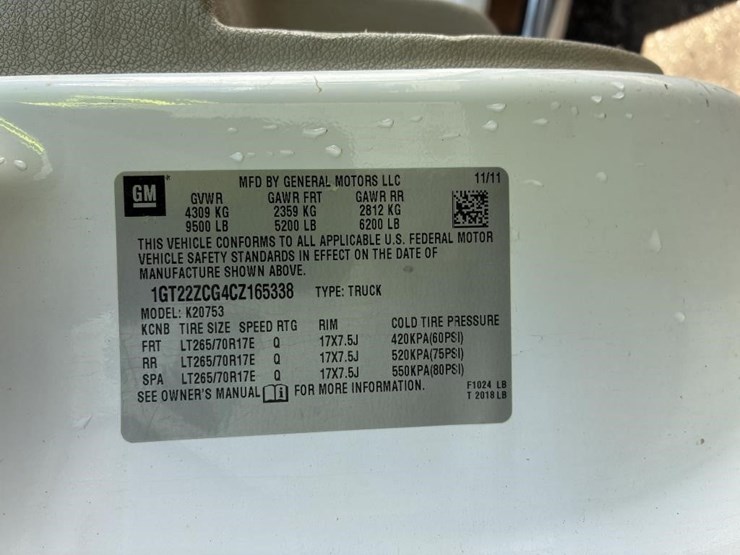 GM
MFD BY GENERAL MOTORS LLC 11/11
GVWR GAWR FRT GAWR RR
4309 KG 2359 KG 2812 KG
9500 LB 5200 LB 6200 LB
THIS VEHICLE CONFORMS TO ALL APPLICABLE U.S. FEDERAL MOTOR
VEHICLE SAFETY STANDARDS IN EFFECT ON THE DATE OF
MANUFACTURE SHOWN ABOVE.
1GT22ZCG4CZ165338 TYPE: TRUCK
MODEL: K20753
KCNB TIRE SIZE SPEED RTG RIM COLD TIRE PRESSURE
FRT LT265/70R17E Q 17X7.5J 420KPA(60PSI)
RR LT265/70R17E Q 17X7.5J 520KPA(75PSI)
SPA LT265/70R17E Q 17X7.5J 550KPA(80PSI)
SEE OWNER'S MANUAL i FOR MORE INFORMATION.
F1024 LB
T 2018 LB